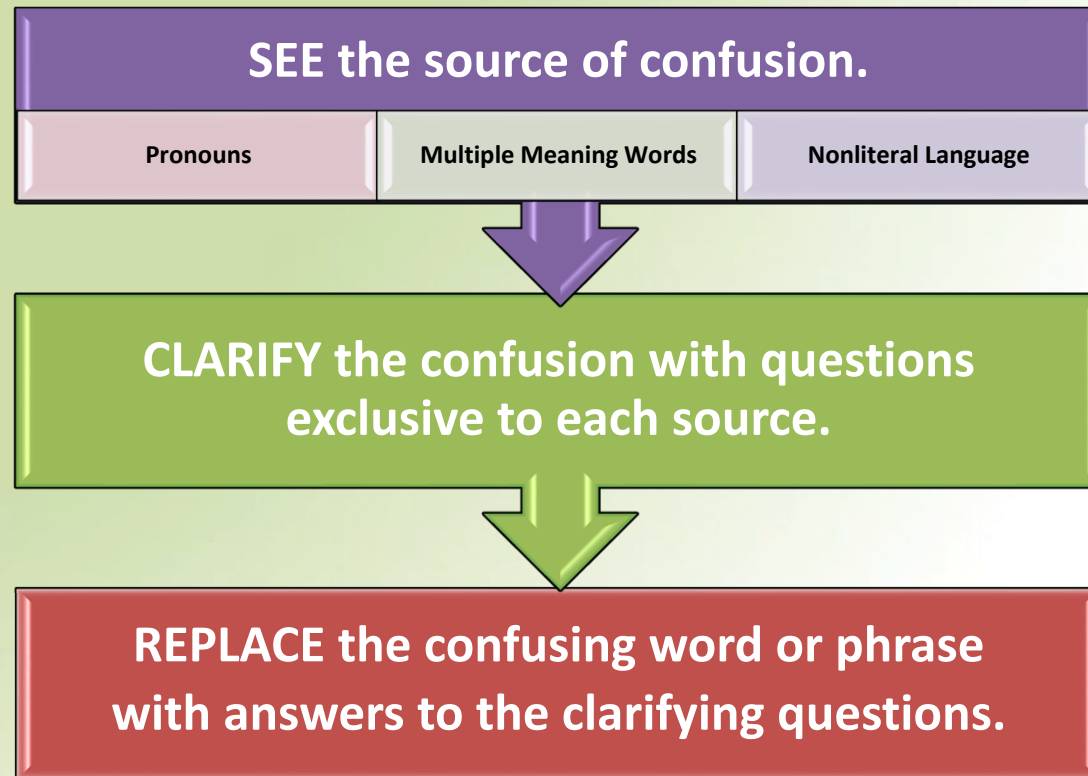 SEE the source of confusion.
Pronouns
Multiple Meaning Words
Nonliteral Language
CLARIFY the confusion with questions
exclusive to each source.
REPLACE the confusing word or phrase
with answers to the clarifying questions.